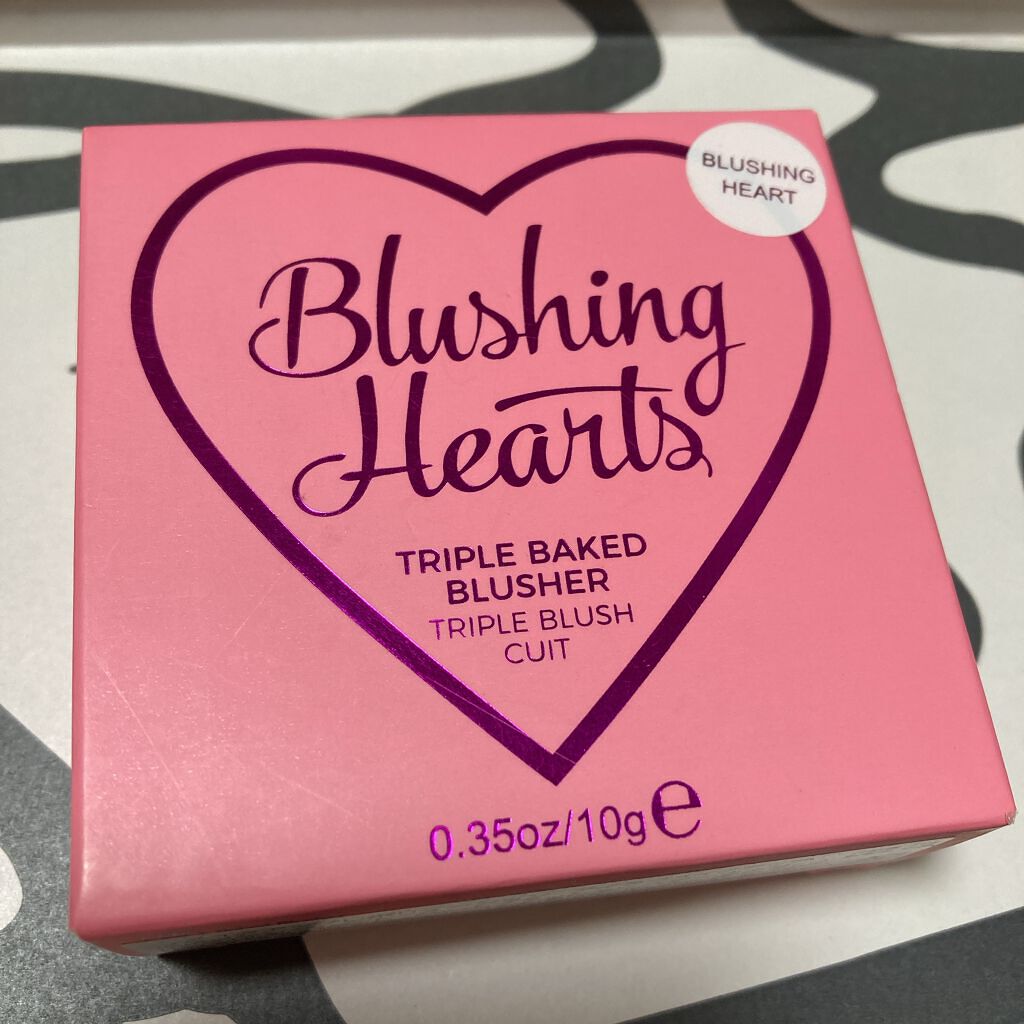 BLUSHING
HEART
Blushing
Hearts
TRIPLE BAKED
BLUSHER
TRIPLE BLUSH
CUIT
0.35oz/10g ℮